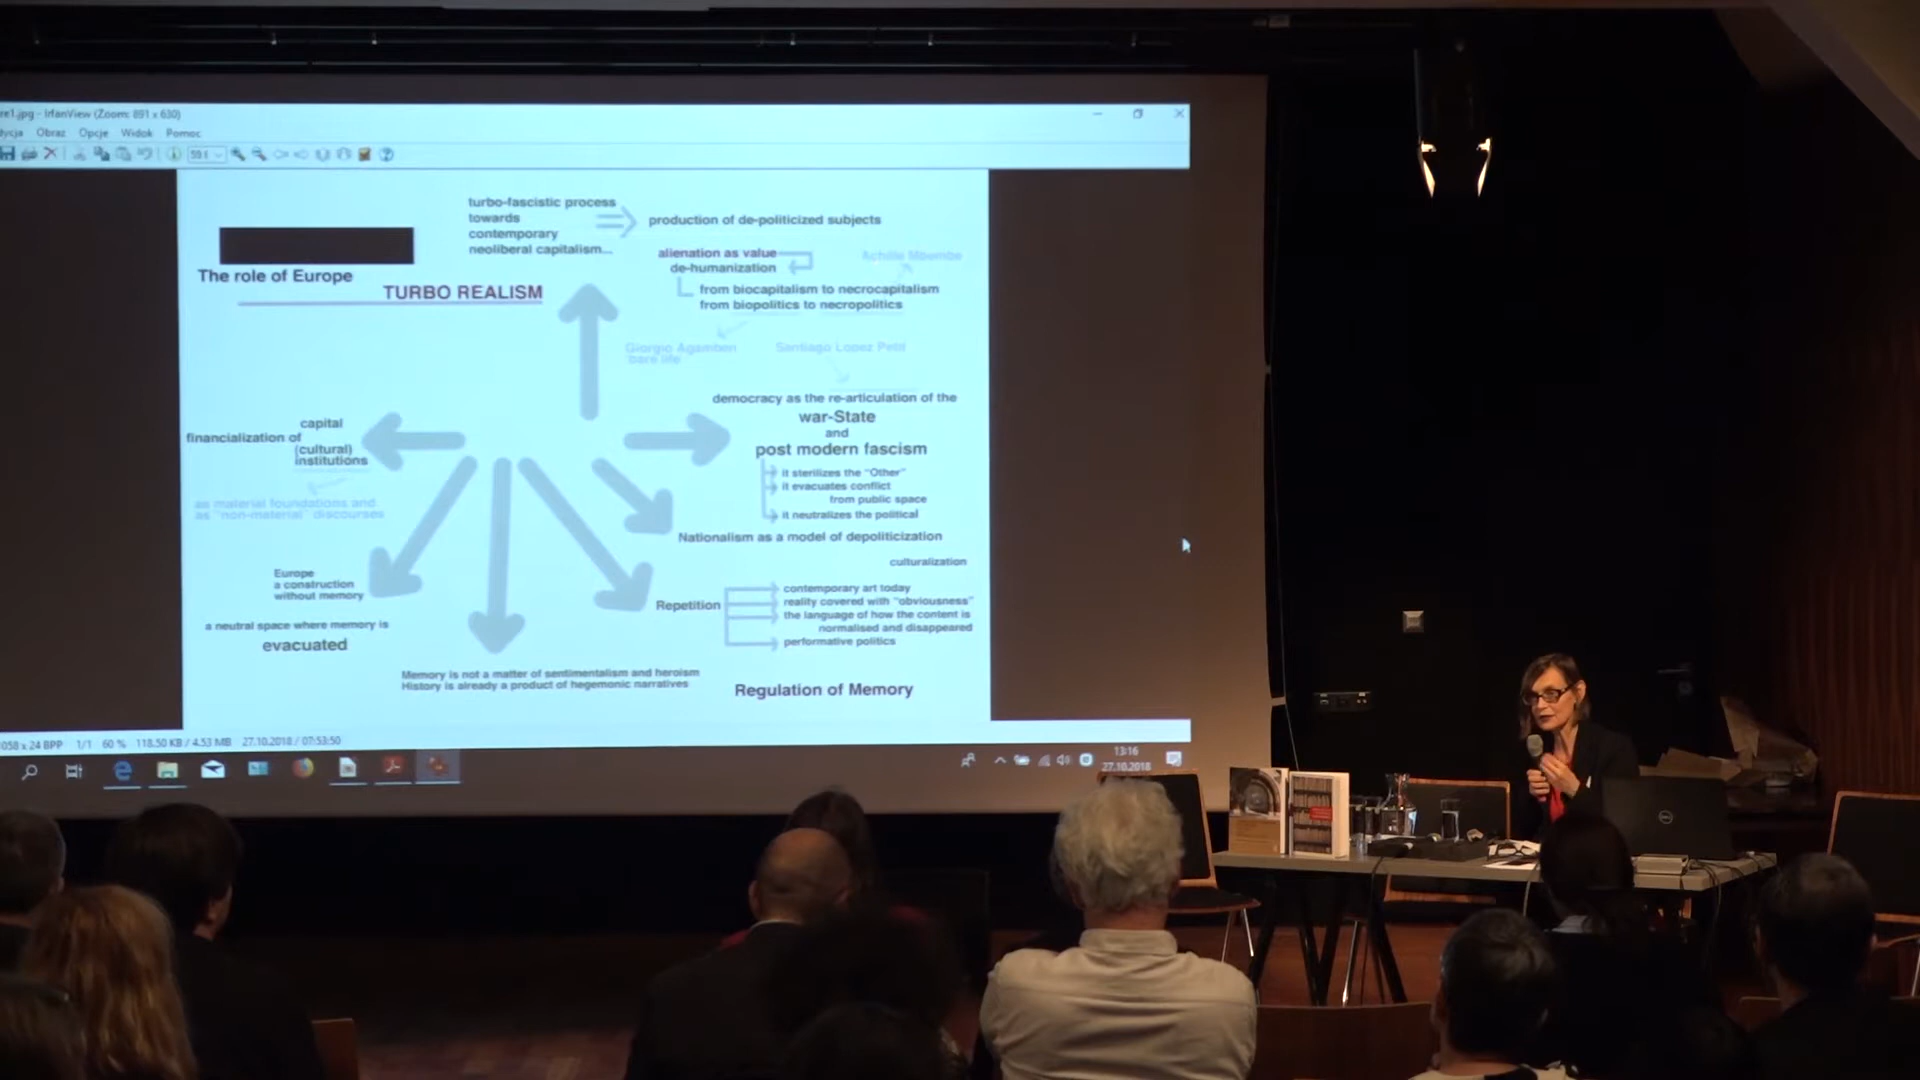 re1.jpg - IrfanView (Zoom: 891 x 630)
dycja Obraz Opcje Widok Pomoc
turbo-fascistic process
towards
contemporary
neoliberal capitalism...
production of de-politicized subjects
The role of Europe
TURBO REALISM
alienation as value
de-humanization
Achille Mbembe
from biocapitalism to necrocapitalism
from biopolitics to necropolitics
Giorgio Agamben
bare life
Santiago Lopez Petit
capital
financialization of
(cultural)
institutions
as material foundations and
as "non-material" discourses
democracy as the re-articulation of the
war-State
and
post modern fascism
it sterilizes the "Other"
it evacuates conflict
from public space
it neutralizes the political
Nationalism as a model of depoliticization
culturalization
Europe
a construction
without memory
a neutral space where memory is
evacuated
Repetition
contemporary art today
reality covered with "obviousness"
the language of how the content is
normalised and disappeared
performative politics
Memory is not a matter of sentimentalism and heroism
History is already a product of hegemonic narratives
Regulation of Memory
058 x 24 BPP 1/1 60 % 118.50 KB / 4.53 MB 27.10.2018 / 07:53:50
13:16
27.10.2018
DELL